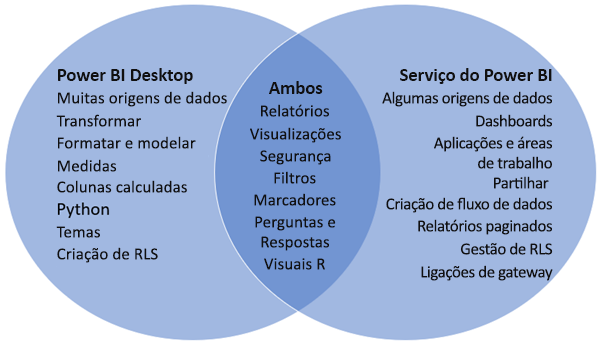 Power BI Desktop
Muitas origens de dados
Transformar
Formatar e modelar
Medidas
Colunas calculadas
Python
Temas
Criação de RLS
Ambos
Relatórios
Visualizações
Segurança
Filtros
Marcadores
Perguntas e
Respostas
Visuais R
Serviço do Power BI
Algumas origens de dados
Dashboards
Aplicações e áreas
de trabalho
Partilhar
Criação de fluxo de dados
Relatórios paginados
Gestão de RLS
Ligações de gateway